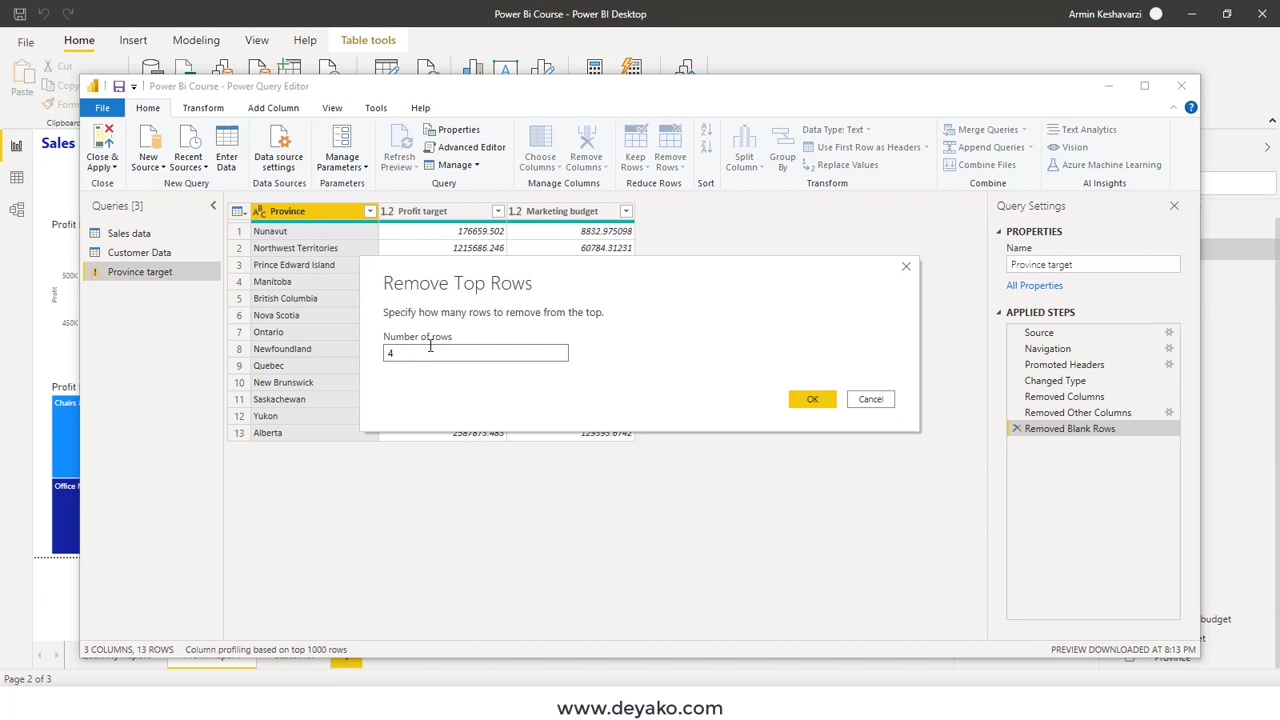 Power Bi Course - Power BI Desktop
Armin Keshavarzi
File
Home
Insert
Modeling
View
Help
Table tools
Paste
Cut
Clipboard
Power Bi Course - Power Query Editor
File
Home
Transform
Add Column
View
Tools
Help
Close & Apply
New Source
Recent Sources
Enter Data
Data source settings
Manage Parameters
Refresh Preview
Properties
Advanced Editor
Manage
Choose Columns
Remove Columns
Keep Rows
Remove Rows
Split Column
Group By
Data Type: Text
Use First Row as Headers
Replace Values
Merge Queries
Append Queries
Combine Files
Text Analytics
Vision
Azure Machine Learning
Close
New Query
Data Sources
Parameters
Query
Manage Columns
Reduce Rows
Sort
Transform
Combine
AI Insights
Sales
500K
Profit
450K
Chairs
Queries [3]
Sales data
Customer Data
Province target
Province
1.2 Profit target
1.2 Marketing budget
1 Nunavut 176659.502 8832.975098
2 Northwest Territories 1215686.246 60784.31231
3 Prince Edward Island
4 Manitoba
5 British Columbia
6 Nova Scotia
7 Ontario
8 Newfoundland
9 Quebec
10 New Brunswick
11 Saskachewan
12 Yukon
13 Alberta
Remove Top Rows
Specify how many rows to remove from the top.
Number of rows
4
OK
Cancel
Query Settings
PROPERTIES
Name
Province target
All Properties
APPLIED STEPS
Source
Navigation
Promoted Headers
Changed Type
Removed Columns
Removed Other Columns
Removed Blank Rows
3 COLUMNS, 13 ROWS
Column profiling based on top 1000 rows
PREVIEW DOWNLOADED AT 8:13 PM
Page 2 of 3
www.deyako.com